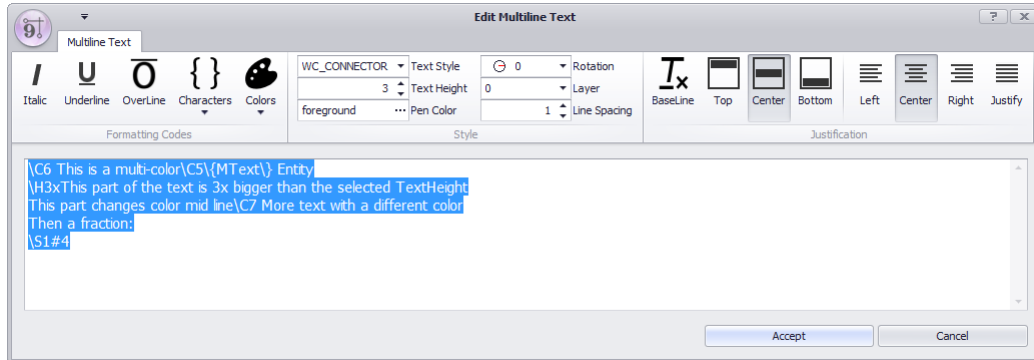 Edit Multiline Text
?
x
9
Multiline Text
I U O { }
Italic Underline OverLine Characters Colors
Formatting Codes
WC_CONNECTOR Text Style 0 Rotation
3 Text Height 0 Layer
foreground ... Pen Color 1 Line Spacing
Style
Tx
BaseLine Top Center Bottom Left Center Right Justify
Justification
\C6 This is a multi-color\C5\{MText\} Entity
\H3xThis part of the text is 3x bigger than the selected TextHeight
This part changes color mid line\C7 More text with a different color
Then a fraction:
\S1#4
Accept Cancel